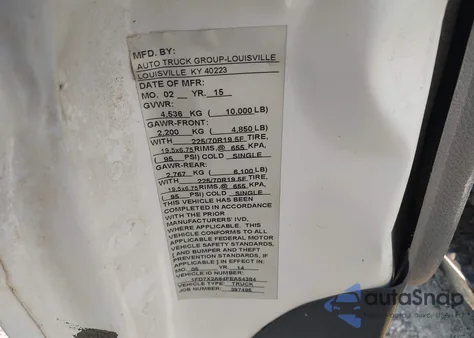 MFD. BY:
AUTO TRUCK GROUP-LOUISVILLE
LOUISVILLE KY 40223
DATE OF MFR:
MO. 02 YR. 15
GVWR:
4,536 KG ( 10,000 LB)
GAWR-FRONT:
2,200 KG ( 4,850 LB)
WITH 225/70R19.5F TIRE,
19.5x6.75 RIMS,@ 655 KPA,
( 95 PSI) COLD SINGLE
GAWR-REAR:
2,767 KG ( 6,100 LB)
WITH 225/70R19.5F TIRE,
19.5x6.75 RIMS,@ 655 KPA,
( 95 PSI) COLD SINGLE
THIS VEHICLE HAS BEEN
COMPLETED IN ACCORDANCE
WITH THE PRIOR
MANUFACTURERS' IVD,
WHERE APPLICABLE. THIS
VEHICLE CONFORMS TO ALL
APPLICABLE FEDERAL MOTOR
VEHICLE SAFETY STANDARDS,
[ AND BUMPER AND THEFT
PREVENTION STANDARDS, IF
APPLICABLE] IN EFFECT IN:
MO. YR. 14
VEHICLE ID NUMBER:
VEHICLE TYPE: TRUCK
JOB NUMBER:
autoSnap